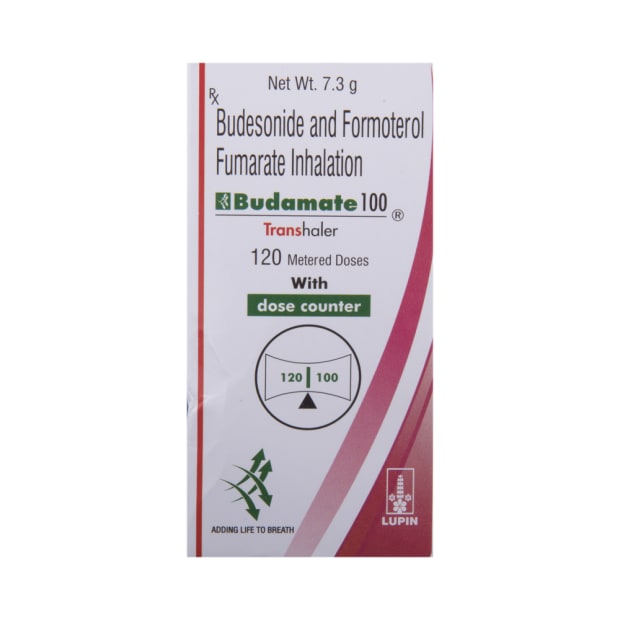 Net Wt. 7.3 g
Rx
Budesonide and Formoterol
Fumarate Inhalation
Budamate 100 ®
Transhaler
120 Metered Doses
With
dose counter
120 100
ADDING LIFE TO BREATH
LUPIN